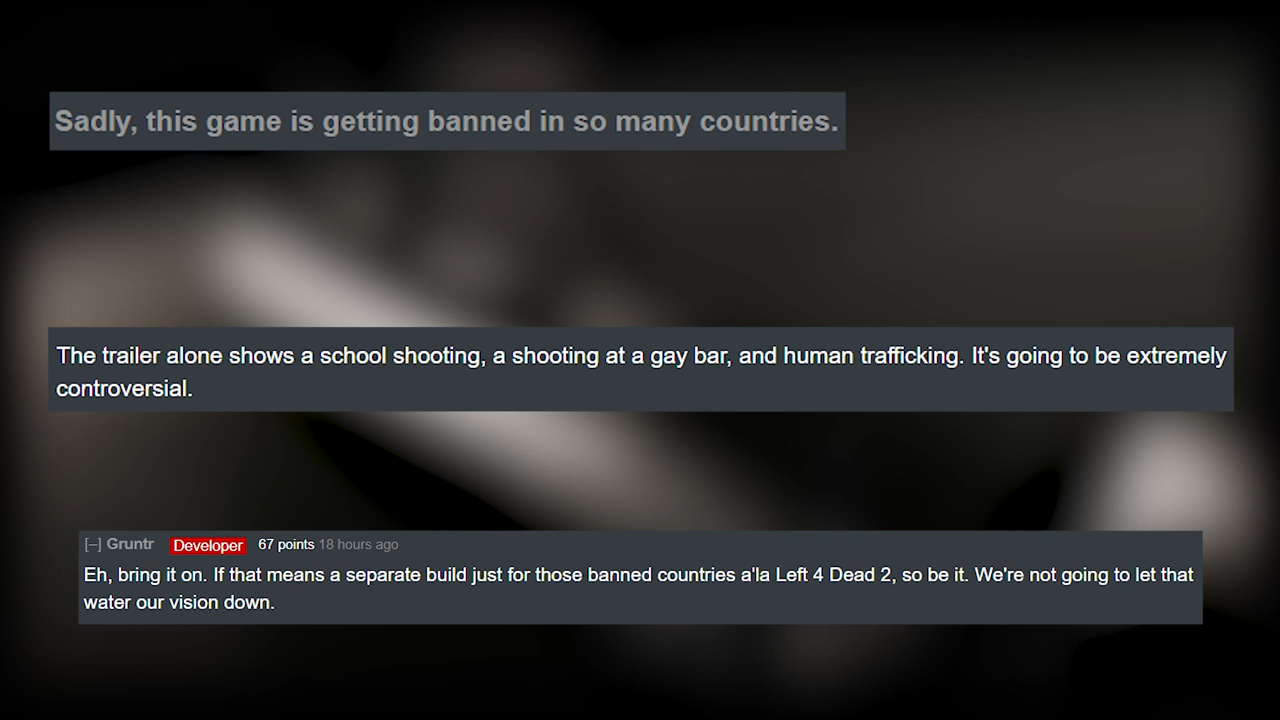 Sadly, this game is getting banned in so many countries.
The trailer alone shows a school shooting, a shooting at a gay bar, and human trafficking. It's going to be extremely
controversial.
[–] Gruntr Developer 67 points 18 hours ago
Eh, bring it on. If that means a separate build just for those banned countries a'la Left 4 Dead 2, so be it. We're not going to let that
water our vision down.